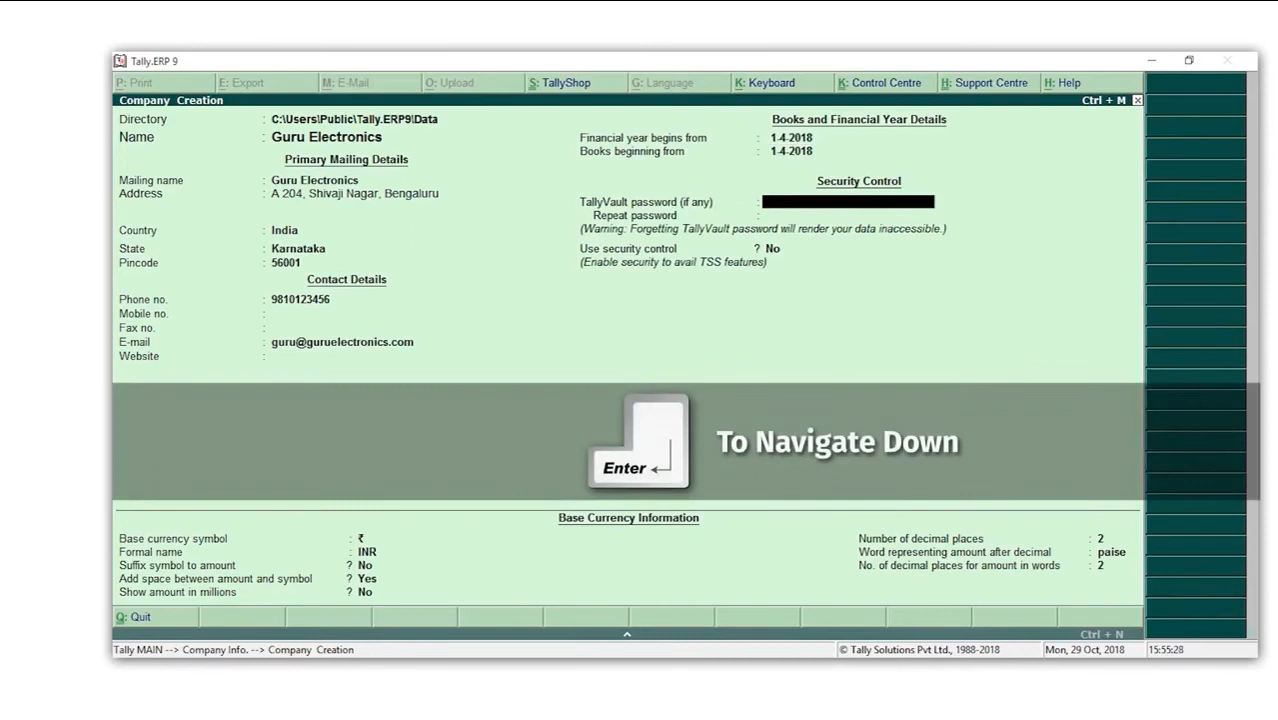 Tally.ERP 9
P: Print E: Export M: E-Mail O: Upload S: TallyShop G: Language K: Keyboard K: Control Centre H: Support Centre H: Help
Company Creation Ctrl + M
Directory : C:\Users\Public\Tally.ERP9\Data
Name : Guru Electronics
Primary Mailing Details
Mailing name : Guru Electronics
Address : A 204, Shivaji Nagar, Bengaluru
Country : India
State : Karnataka
Pincode : 56001
Contact Details
Phone no. : 9810123456
Mobile no. :
Fax no. :
E-mail : guru@guruelectronics.com
Website :
Books and Financial Year Details
Financial year begins from : 1-4-2018
Books beginning from : 1-4-2018
Security Control
TallyVault password (if any) :
Repeat password :
(Warning: Forgetting TallyVault password will render your data inaccessible.)
Use security control ? No
(Enable security to avail TSS features)
Enter
To Navigate Down
Base Currency Information
Base currency symbol : ₹
Formal name : INR
Suffix symbol to amount ? No
Add space between amount and symbol ? Yes
Show amount in millions ? No
Number of decimal places : 2
Word representing amount after decimal : paise
No. of decimal places for amount in words : 2
Q: Quit
Ctrl + N
Tally MAIN --> Company Info. --> Company Creation © Tally Solutions Pvt Ltd., 1988-2018 Mon, 29 Oct, 2018 15:55:28